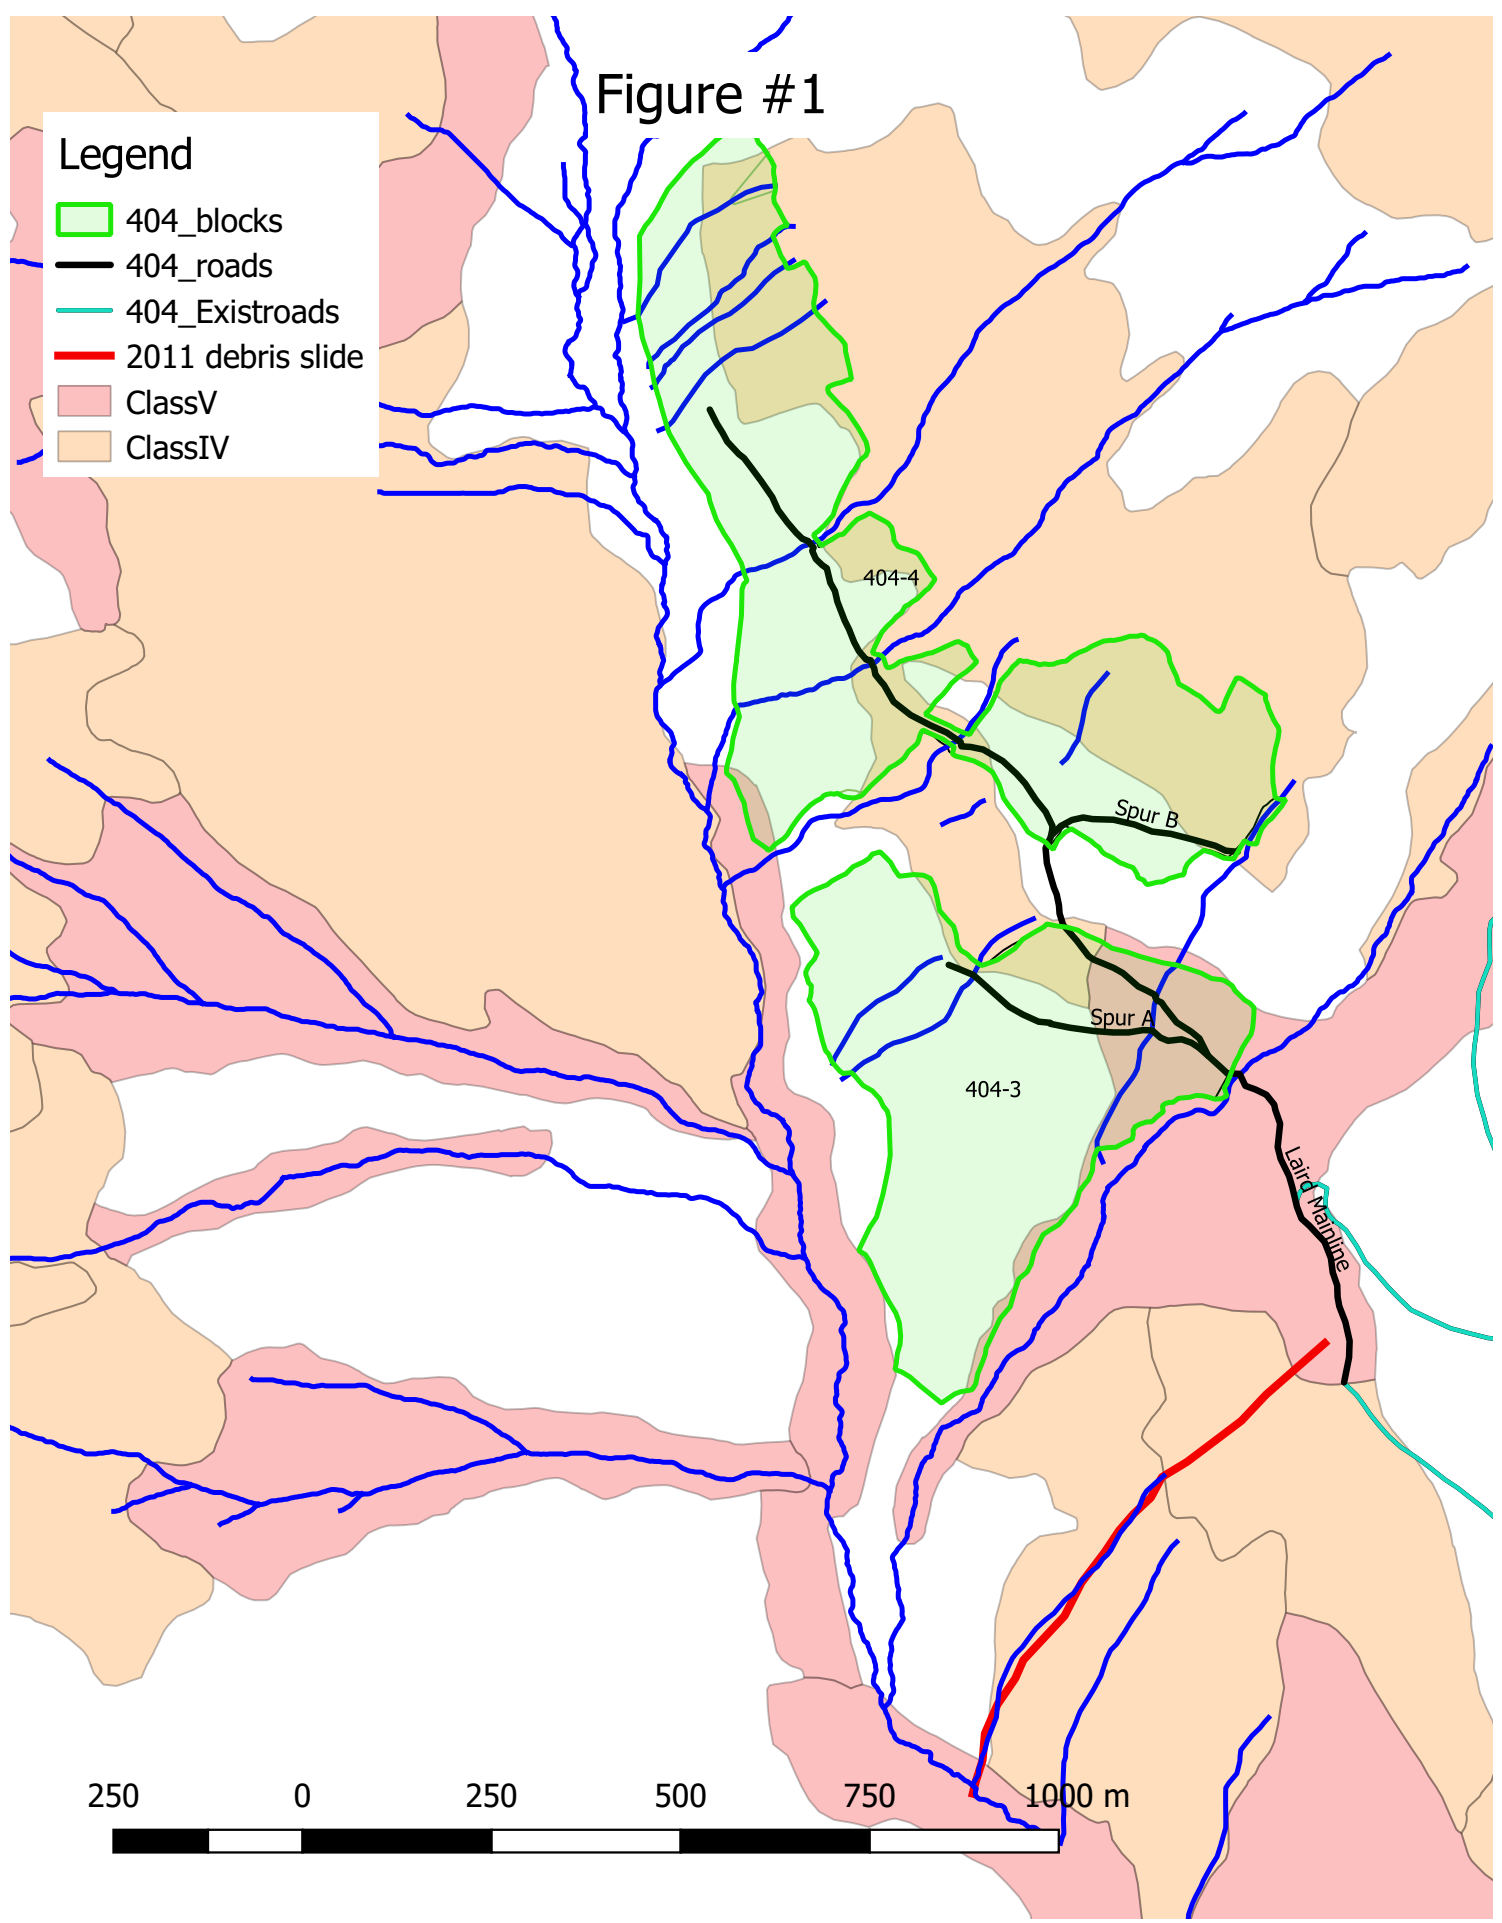 Figure #1
Legend
404_blocks
404_roads
404_Existroads
2011 debris slide
ClassV
ClassIV
404-4
Spur B
Spur A
404-3
Laird Mainline
250 0 250 500 750 1000 m